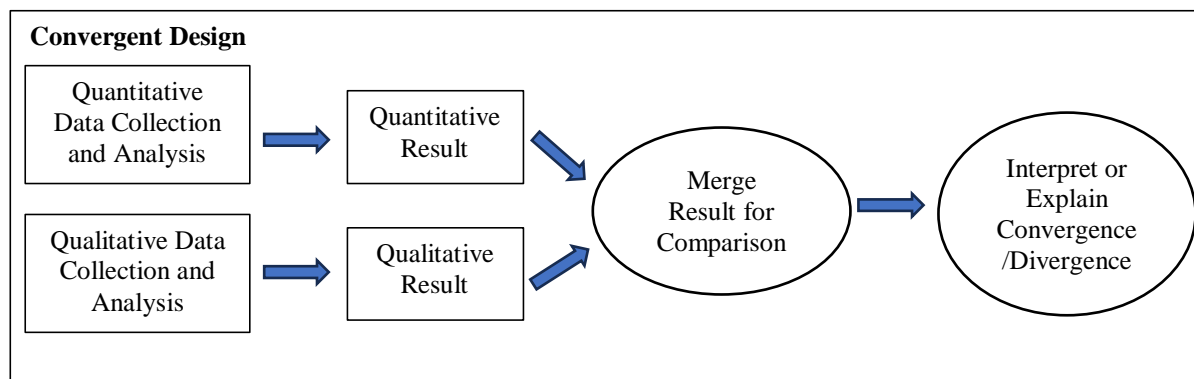 Convergent Design
Quantitative
Data Collection
and Analysis
Quantitative
Result
Qualitative Data
Collection and
Analysis
Qualitative
Result
Merge
Result for
Comparison
Interpret or
Explain
Convergence
/Divergence